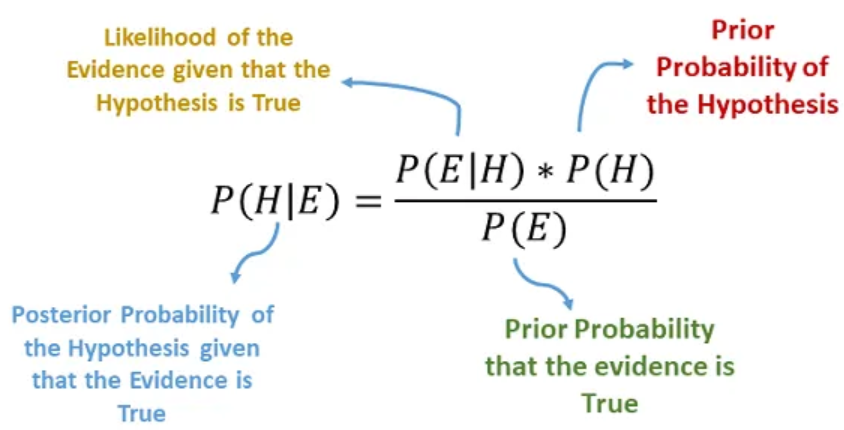 Likelihood of the
Evidence given that the
Hypothesis is True
Prior
Probability of
the Hypothesis
P(H|E) = P(E|H) * P(H)
P(E)
Posterior Probability of
the Hypothesis given
that the Evidence is
True
Prior Probability
that the evidence is
True